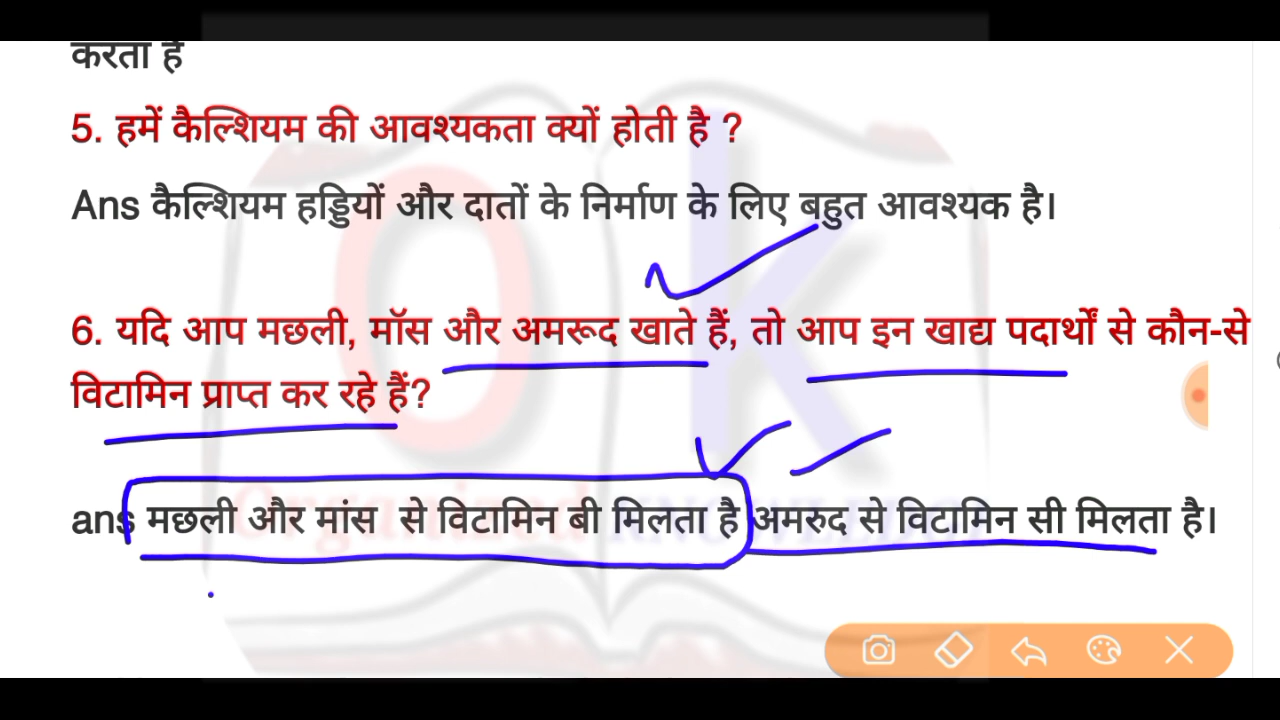 करता है
5. हमें कैल्शियम की आवश्यकता क्यों होती है ?
Ans कैल्शियम हड्डियों और दातों के निर्माण के लिए बहुत आवश्यक है।
6. यदि आप मछली, मॉस और अमरूद खाते हैं, तो आप इन खाद्य पदार्थों से कौन-से
विटामिन प्राप्त कर रहे हैं?
ans मछली और मांस से विटामिन बी मिलता है अमरुद से विटामिन सी मिलता है।